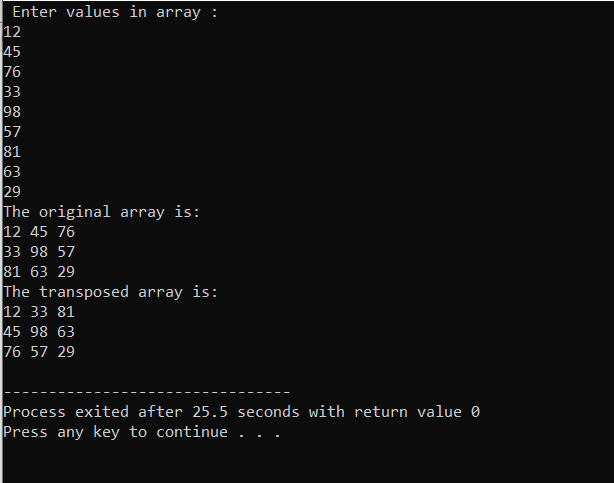 Enter values in array :
12
45
76
33
98
57
81
63
29
The original array is:
12 45 76
33 98 57
81 63 29
The transposed array is:
12 33 81
45 98 63
76 57 29
--------------------------------
Process exited after 25.5 seconds with return value 0
Press any key to continue . . .